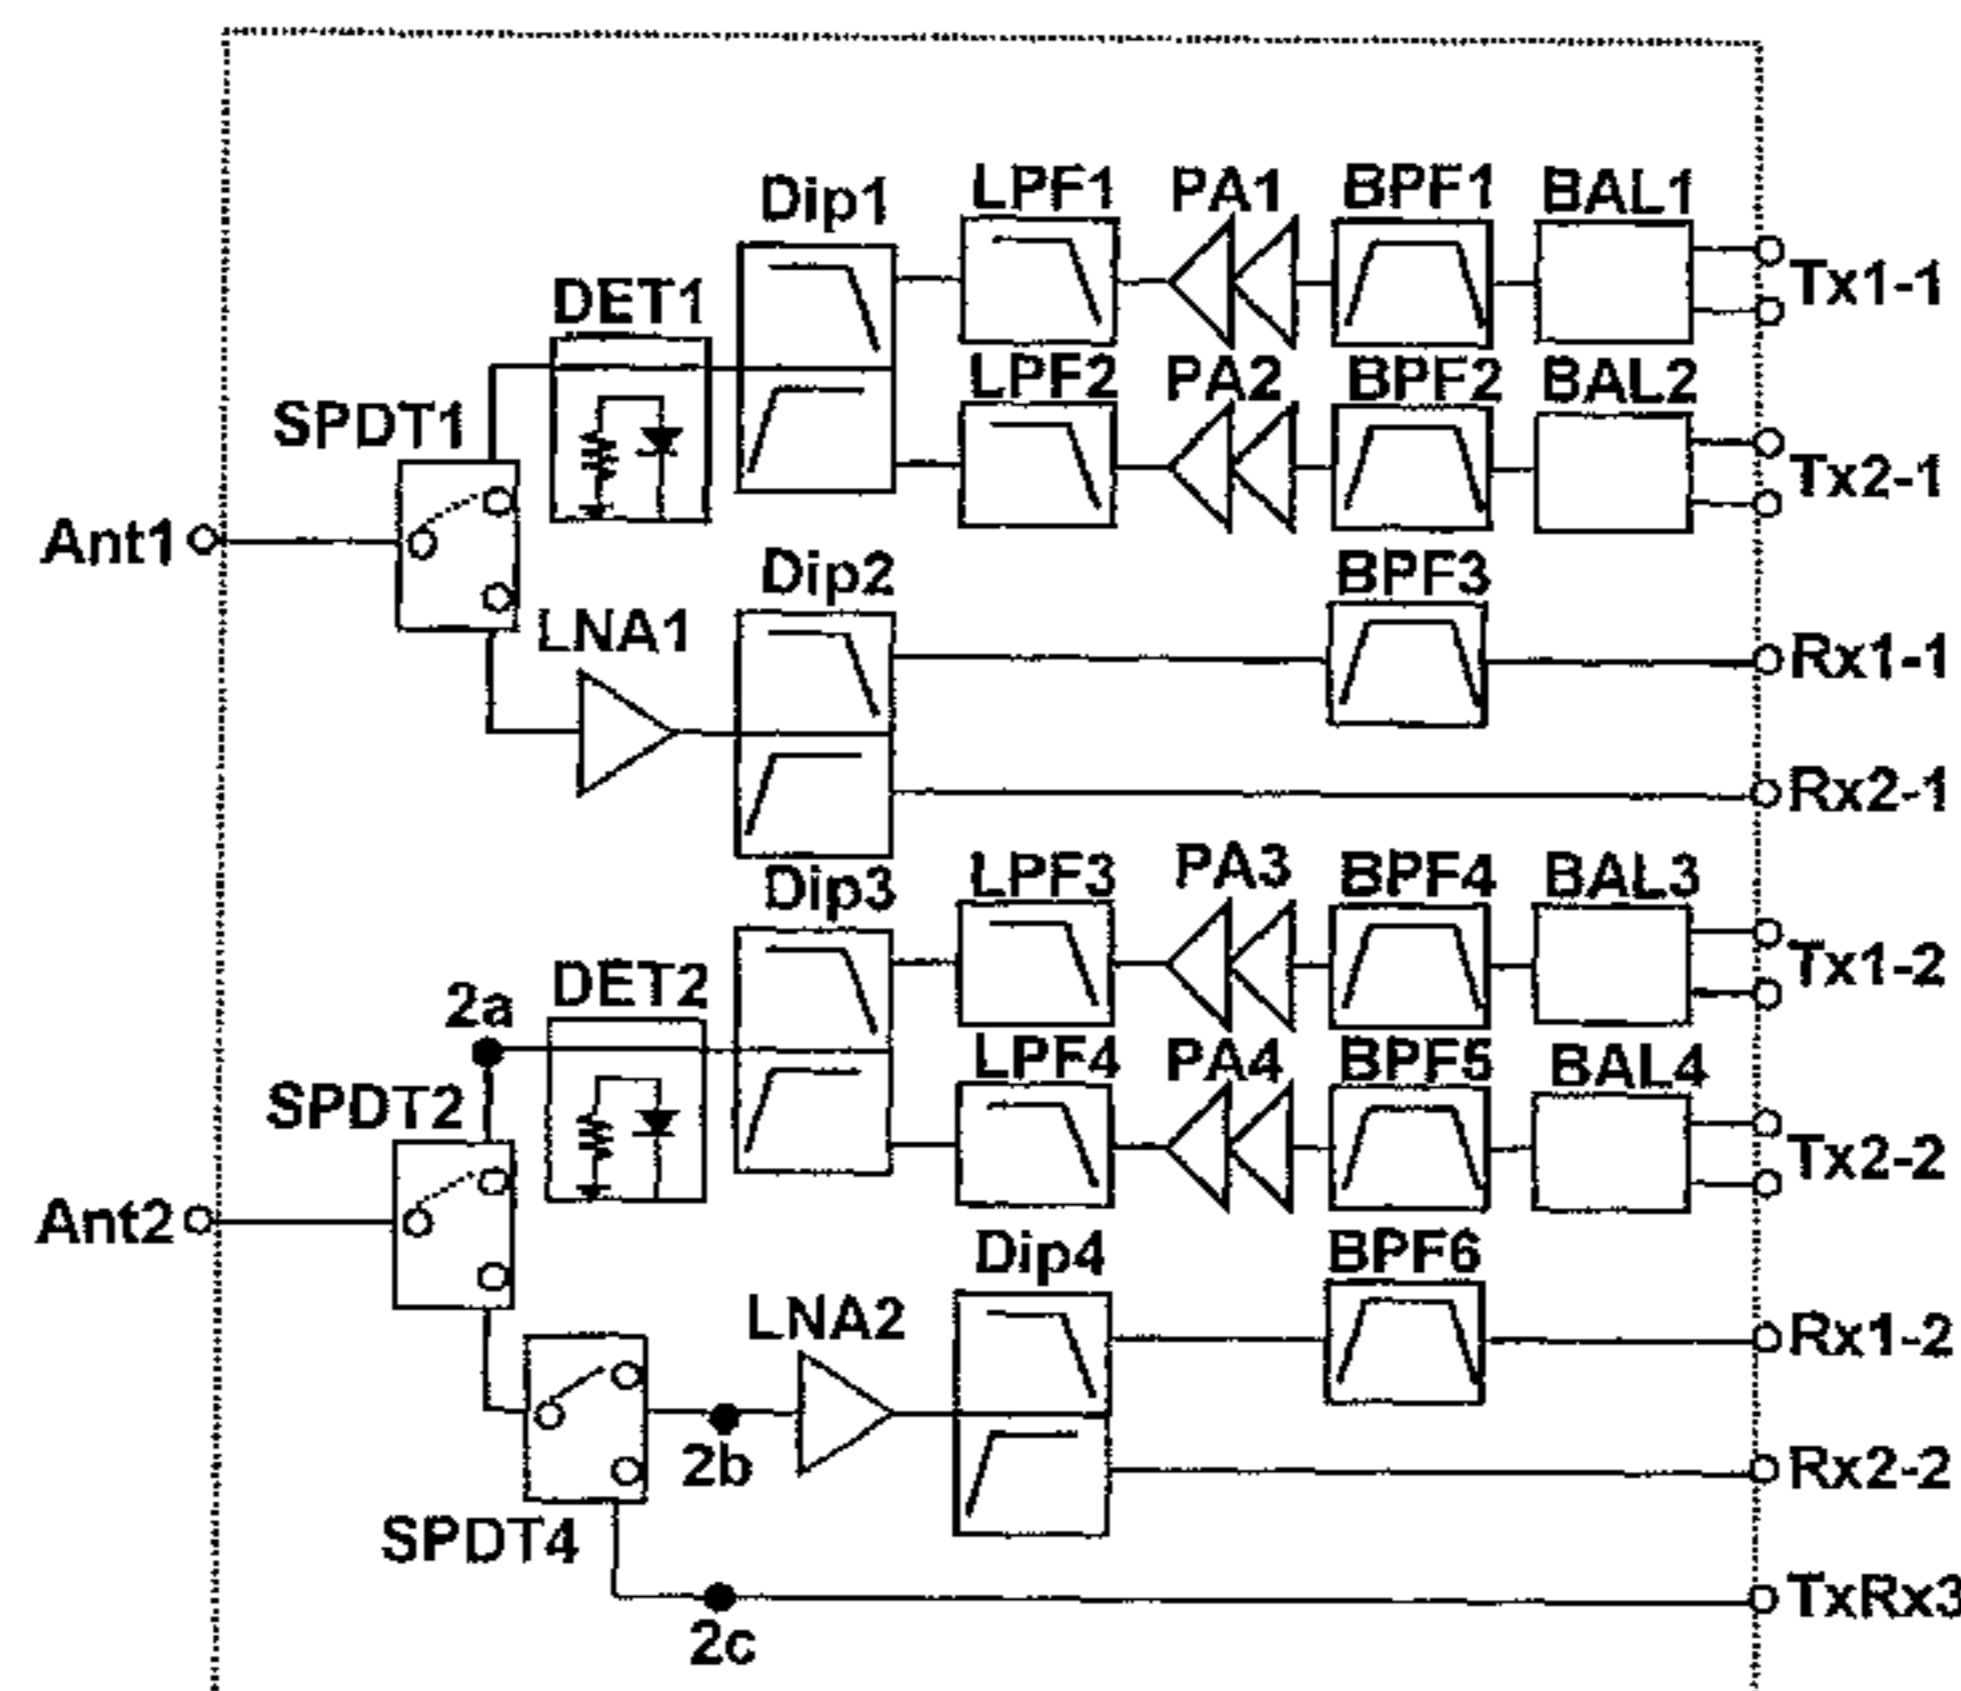 Dip1 LPF1 PA1 BPF1 BAL1
Tx1-1
DET1
LPF2 PA2 BPF2 BAL2
SPDT1
Tx2-1
Ant1
Dip2 BPF3
LNA1
Rx1-1
Rx2-1
Dip3 LPF3 PA3 BPF4 BAL3
Tx1-2
DET2
2a
LPF4 PA4 BPF5 BAL4
SPDT2
Tx2-2
Ant2
Dip4 BPF6
LNA2
Rx1-2
2b
Rx2-2
SPDT4
TxRx3
2c